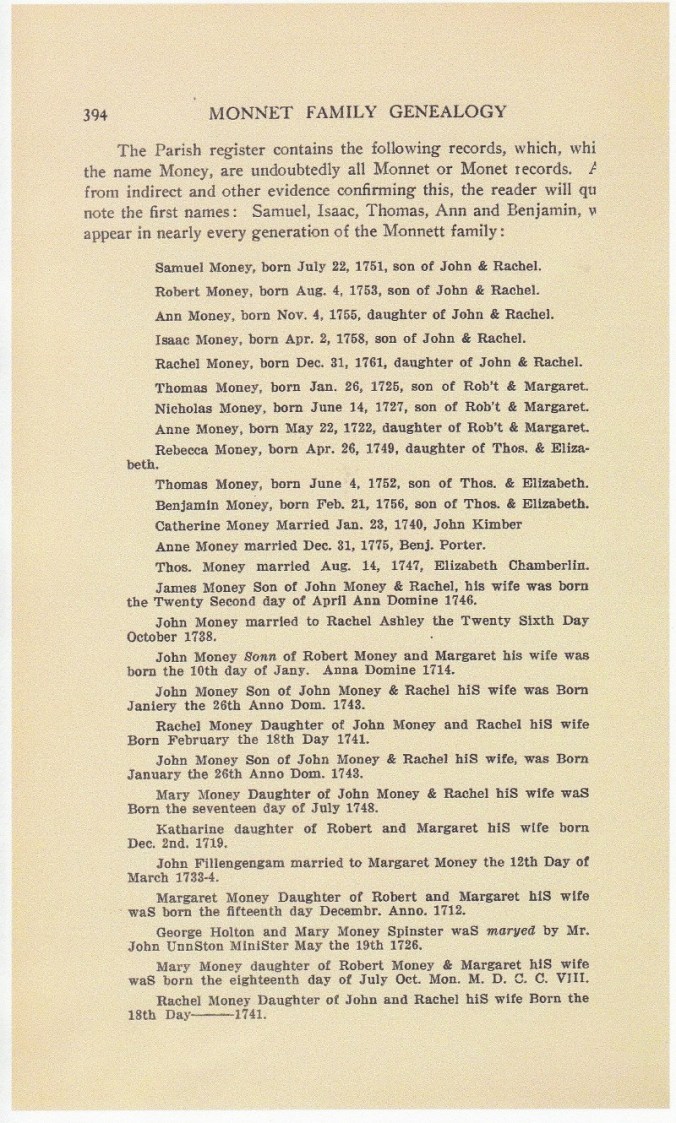 394 MONNET FAMILY GENEALOGY
The Parish register contains the following records, which, whi
the name Money, are undoubtedly all Monnet or Monet records.
from indirect and other evidence confirming this, the reader will qu
note the first names: Samuel, Isaac, Thomas, Ann and Benjamin,
appear in nearly every generation of the Monnett family:
Samuel Money, born July 22, 1751, son of John & Rachel.
Robert Money, born Aug. 4, 1753, son of John & Rachel.
Ann Money, born Nov. 4, 1755, daughter of John & Rachel.
Isaac Money, born Apr. 2, 1758, son of John & Rachel.
Rachel Money, born Dec. 31, 1761, daughter of John & Rachel.
Thomas Money, born Jan. 26, 1725, son of Rob't & Margaret.
Nicholas Money, born June 14, 1727, son of Rob't & Margaret.
Anne Money, born May 22, 1722, daughter of Rob't & Margaret.
Rebecca Money, born Apr. 26, 1749, daughter of Thos. & Eliza-
beth.
Thomas Money, born June 4, 1752, son of Thos. & Elizabeth.
Benjamin Money, born Feb. 21, 1756, son of Thos. & Elizabeth.
Catherine Money Married Jan. 23, 1740, John Kimber
Anne Money married Dec. 31, 1775, Benj. Porter.
Thos. Money married Aug. 14, 1747, Elizabeth Chamberlin.
James Money Son of John Money & Rachel, his wife was born
the Twenty Second day of April Ann Domine 1746.
John Money married to Rachel Ashley the Twenty Sixth Day
October 1738.
John Money Sonn of Robert Money and Margaret his wife was
born the 10th day of Jany. Anna Domine 1714.
John Money Son of John Money & Rachel hiS wife was Born
Janiery the 26th Anno Dom. 1743.
Rachel Money Daughter of John Money and Rachel hiS wife
Born February the 18th Day 1741.
John Money Son of John Money & Rachel hiS wife, was Born
January the 26th Anno Dom. 1743.
Mary Money Daughter of John Money & Rachel hiS wife waS
Born the seventeen day of July 1748.
Katharine daughter of Robert and Margaret hiS wife born
Dec. 2nd. 1719.
John Fillengengam married to Margaret Money the 12th Day of
March 1733-4.
Margaret Money Daughter of Robert and Margaret hiS wife
waS born the fifteenth day Decembr. Anno. 1712.
George Holton and Mary Money Spinster waS maryed by Mr.
John UnnSton MiniSter May the 19th 1726.
Mary Money daughter of Robert Money & Margaret hiS wife
waS born the eighteenth day of July Oct. Mon. M. D. C. C. VIII.
Rachel Money Daughter of John and Rachel hiS wife Born the
18th Day———1741.